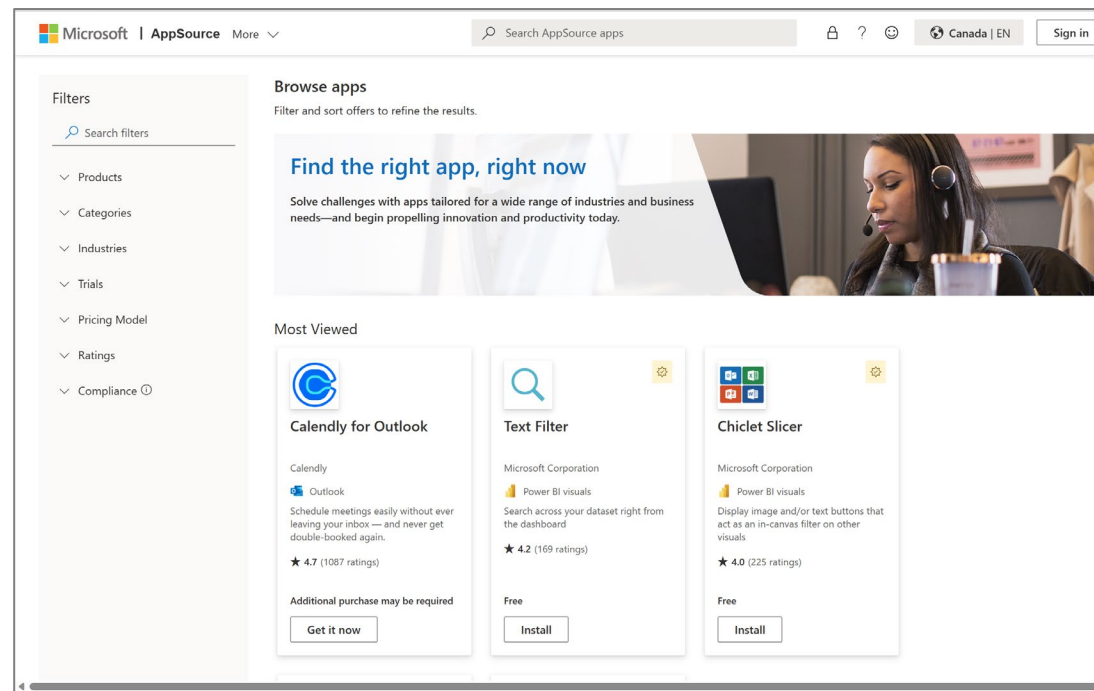 Microsoft | AppSource More
Search AppSource apps
Canada | EN
Sign in
Filters
Search filters
Products
Categories
Industries
Trials
Pricing Model
Ratings
Compliance
Browse apps
Filter and sort offers to refine the results.
Find the right app, right now
Solve challenges with apps tailored for a wide range of industries and business
needs—and begin propelling innovation and productivity today.
Most Viewed
Calendly for Outlook
Calendly
Outlook
Schedule meetings easily without ever
leaving your inbox — and never get
double-booked again.
★ 4.7 (1087 ratings)
Additional purchase may be required
Get it now
Text Filter
Microsoft Corporation
Power BI visuals
Search across your dataset right from
the dashboard
★ 4.2 (169 ratings)
Free
Install
Chiclet Slicer
Microsoft Corporation
Power BI visuals
Display image and/or text buttons that
act as an in-canvas filter on other
visuals
★ 4.0 (225 ratings)
Free
Install